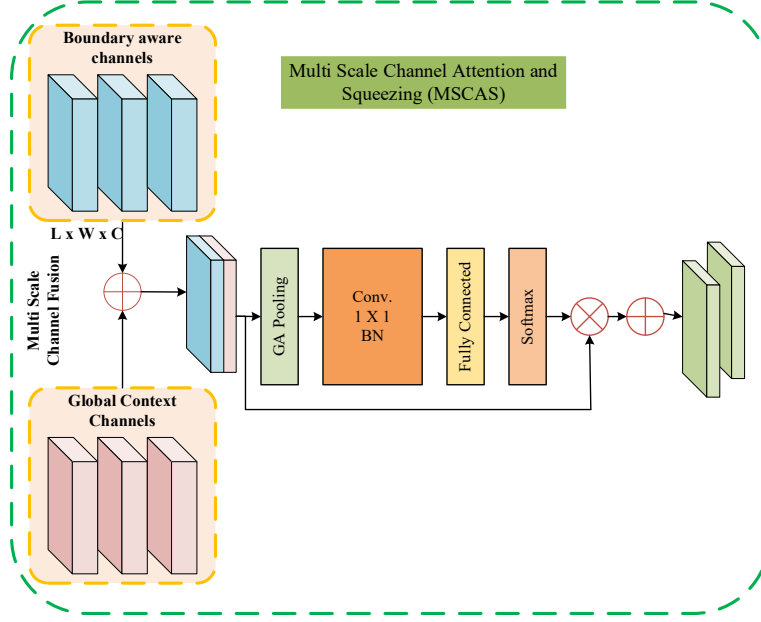 Boundary aware
channels
Multi Scale Channel Attention and
Squeezing (MSCAS)
L x W x C
Multi Scale
Channel Fusion
GA Pooling
Conv.
1 X 1
BN
Fully Connected
Softmax
Global Context
Channels